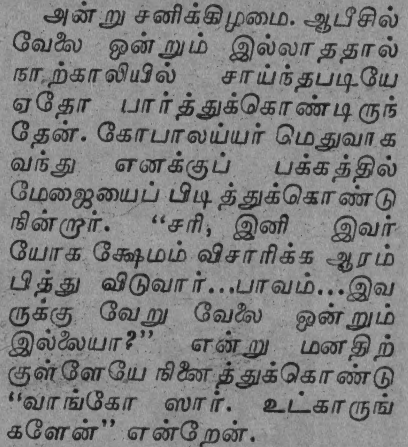 அன்று சனிக்கிழமை. ஆபீசில்
வேலை ஒன்றும் இல்லாததால்
நாற்காலியில் சாய்ந்தபடியே
ஏதோ பார்த்துக்கொண்டிருந்
தேன். கோபாலய்யர் மெதுவாக
வந்து எனக்குப் பக்கத்தில்
மேஜையைப் பிடித்துக்கொண்டு
நின்றார். “சரி, இனி இவர்
யோக க்ஷேமம் விசாரிக்க ஆரம்
பித்து விடுவார்...பாவம்...இவ
ருக்கு வேறு வேலை ஒன்றும்
இல்லையா?” என்று மனதிற்
குள்ளேயே நினைத்துக்கொண்டு
“வாங்கோ ஸார். உட்காருங்
களேன்” என்றேன்.